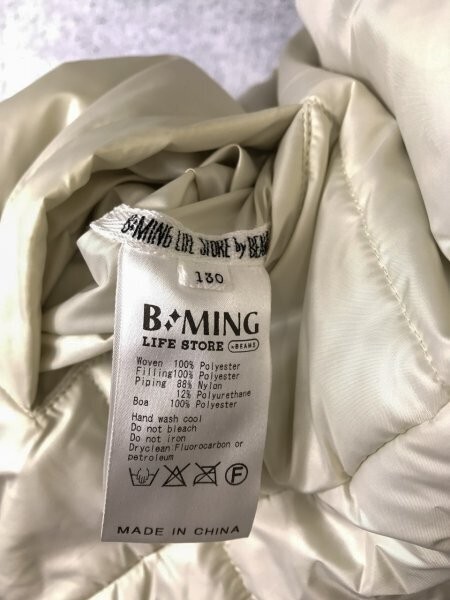 B:MING LIFE STORE by BEAMS
130
B:MING
LIFE STORE by BEAMS
Woven 100% Polyester
Filling100% Polyester
Piping 88% Nylon
12% Polyurethane
Boa 100% Polyester
Hand wash cool
Do not bleach
Do not iron
Dryclean Fluorocarbon or
petroleum
F
MADE IN CHINA